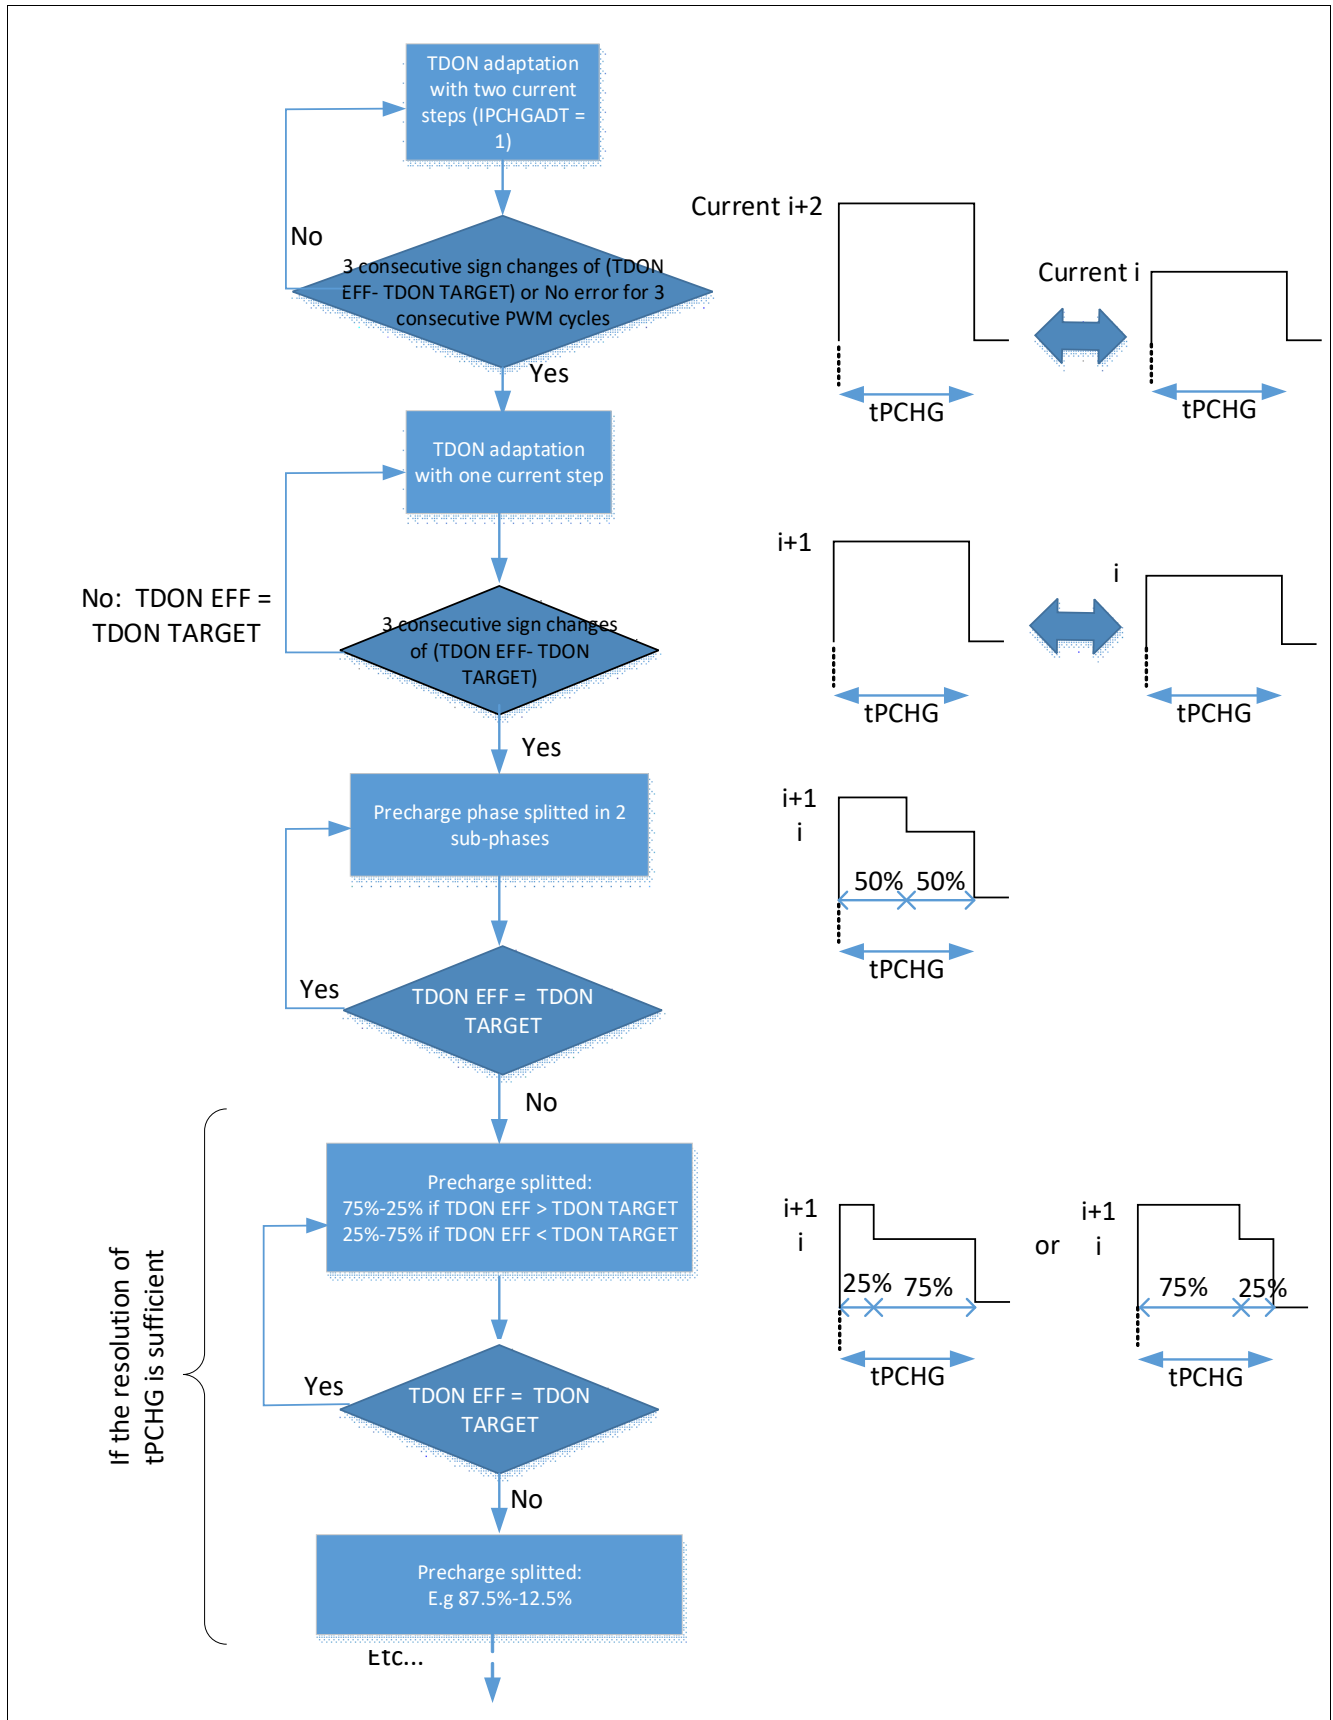 TDON adaptation
with two current
steps (IPCHGADT =
1)
No
3 consecutive sign changes of (TDON
EFF- TDON TARGET) or No error for 3
consecutive PWM cycles
Yes
Current i+2
Current i
tPCHG
tPCHG
TDON adaptation
with one current step
No:  TDON EFF =
TDON TARGET
3 consecutive sign changes
of (TDON EFF- TDON
TARGET)
Yes
i+1
i
tPCHG
tPCHG
Precharge phase splitted in 2
sub-phases
i+1
i
50%
50%
tPCHG
Yes
TDON EFF =  TDON
TARGET
No
If the resolution of
tPCHG is sufficient
Precharge splitted:
75%-25% if TDON EFF > TDON TARGET
25%-75% if TDON EFF < TDON TARGET
i+1
i
25%
75%
tPCHG
or
i+1
i
75%
25%
tPCHG
Yes
TDON EFF =  TDON
TARGET
No
Precharge splitted:
E.g 87.5%-12.5%
Etc...